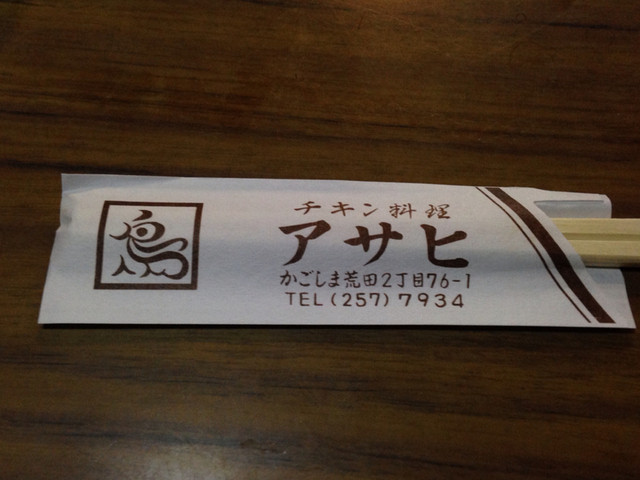 鳥
チキン料理
アサヒ
かごしま荒田2丁目76-1
TEL(257)7934